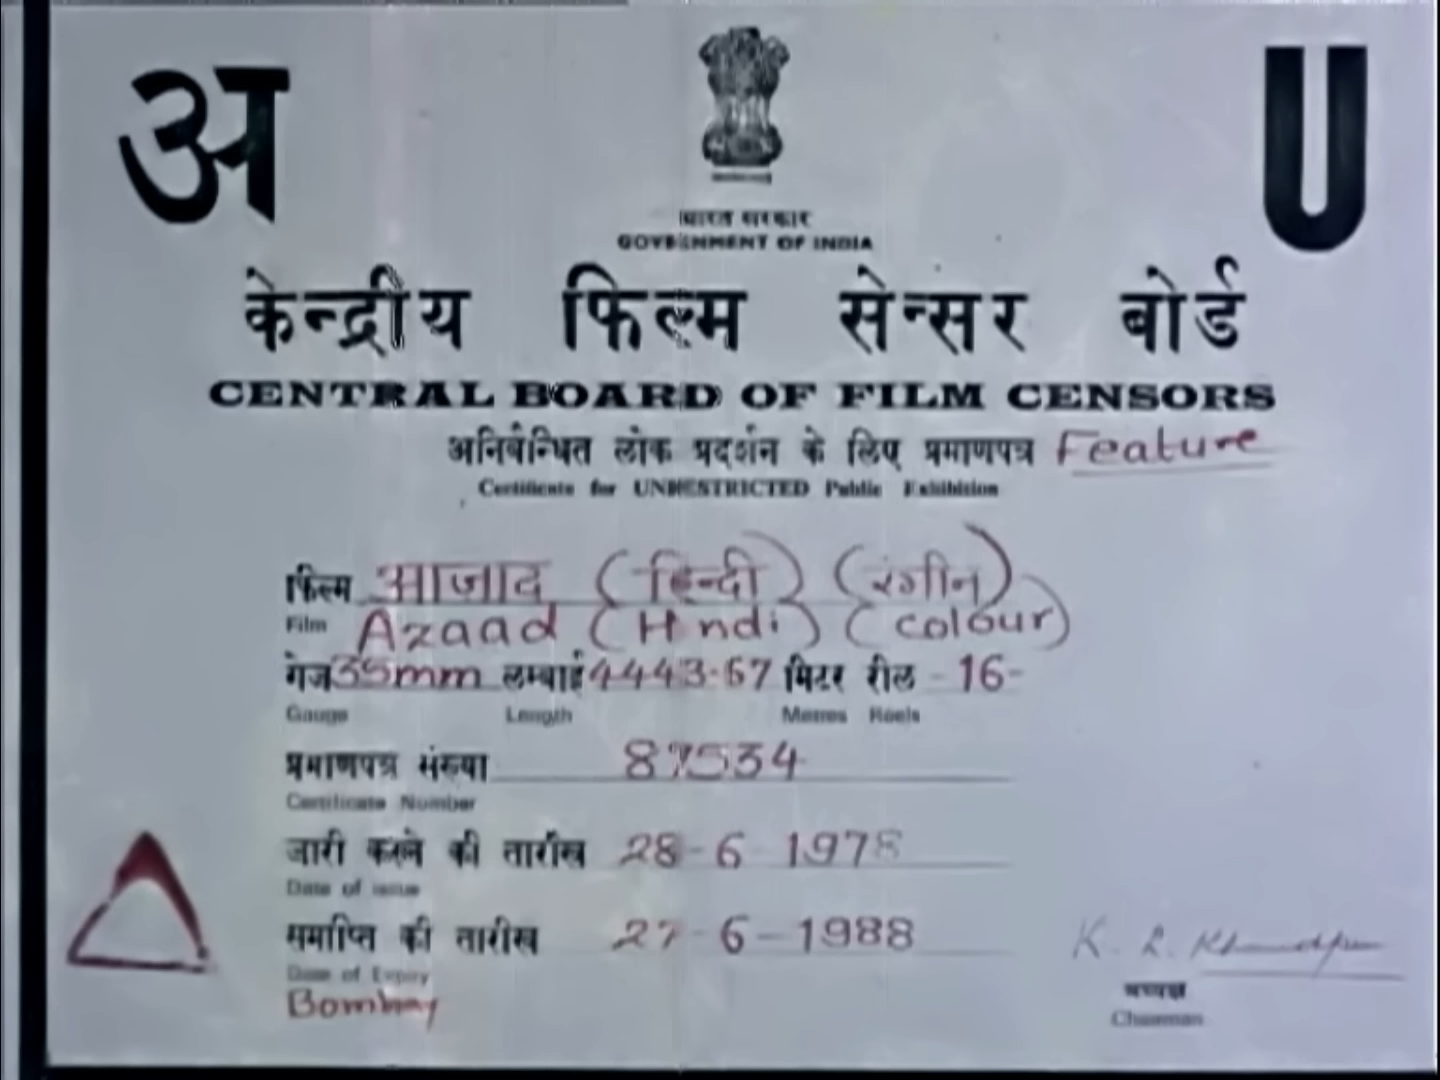 अ
U
भारत सरकार
GOVERNMENT OF INDIA
केन्द्रीय फिल्म सेन्सर बोर्ड
CENTRAL BOARD OF FILM CENSORS
अनिर्बन्धित लोक प्रदर्शन के लिए प्रमाणपत्र Feature
Certificate for UNRESTRICTED Public Exhibition
फिल्म आजाद (हिन्दी) (रंगीन)
Film Azaad (Hindi) (colour)
गेज 35mm लम्बाई 4443.67 मिटर रील -16-
Gauge Length Metres Reels
प्रमाणपत्र संख्या 87534
Certificate Number
जारी करने की तारीख 28-6-1978
Date of issue
समाप्ति की तारीख 27-6-1988
Date of Expiry
Bombay
अध्यक्ष
Chairman